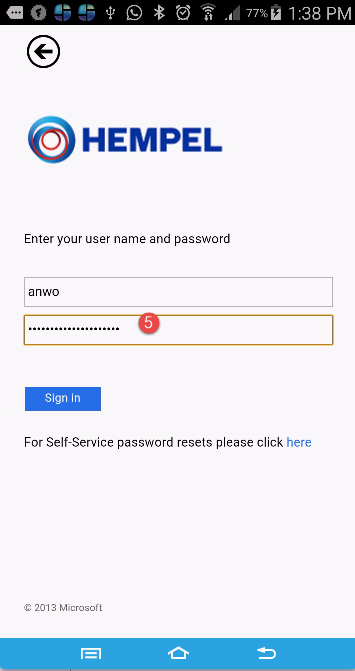 77% 1:38 PM
HEMPEL
Enter your user name and password
anwo
5
Sign in
For Self-Service password resets please click here
© 2013 Microsoft